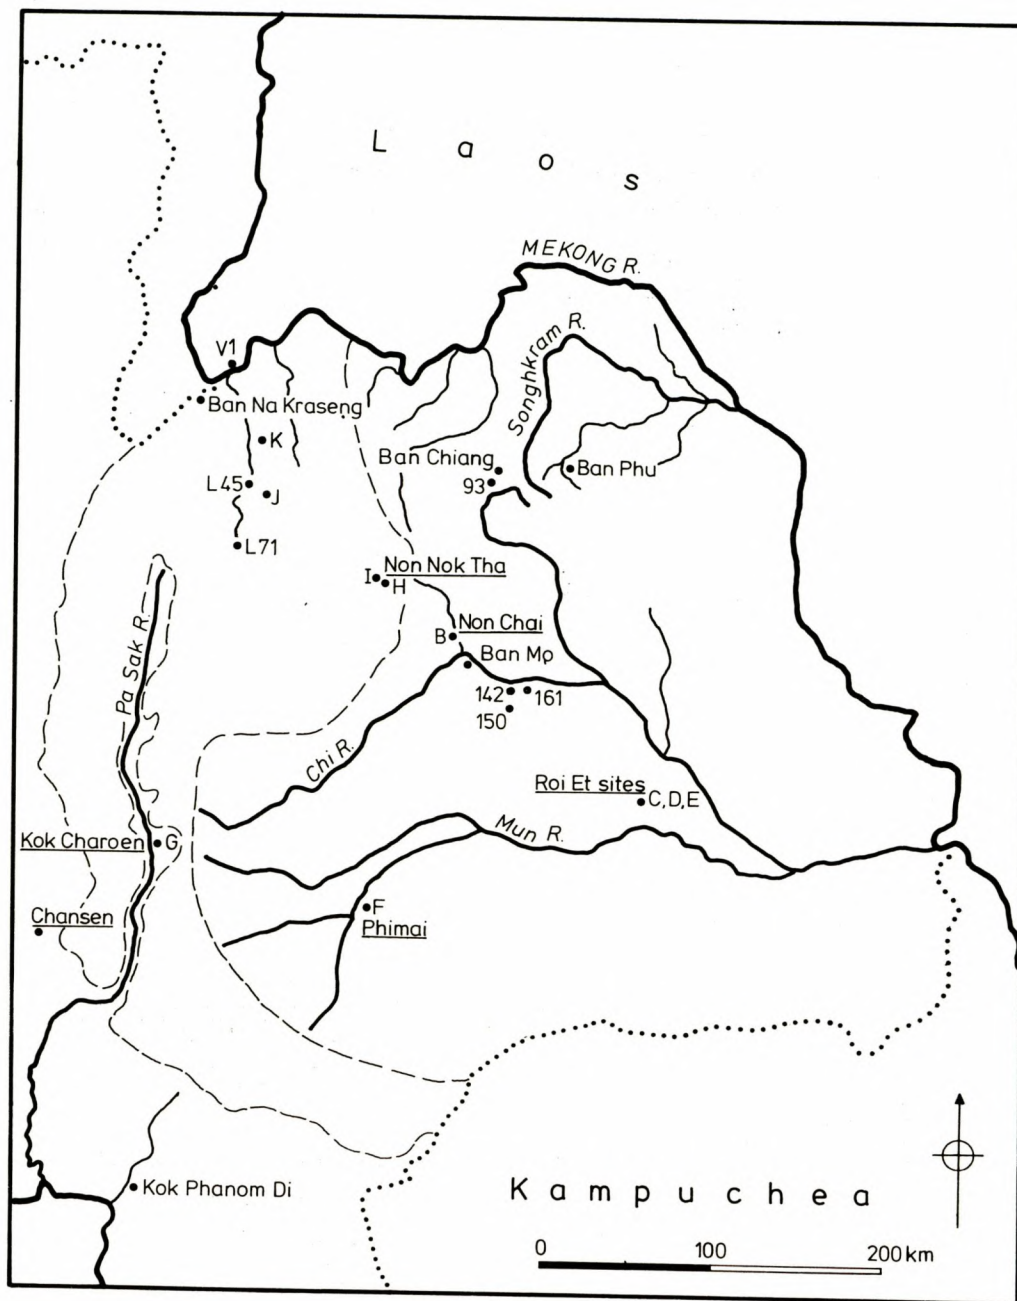 L a o s
MEKONG R.
Songhkram R.
V1
Ban Na Kraseng
K
Ban Chiang
Ban Phu
93
L45
J
L71
Non Nok Tha
I
H
Pa Sak R.
Non Chai
B
Ban Mọ
142
161
150
Chi R.
Roi Et sites
C,D,E
Mun R.
Kok Charoen
G
F
Phimai
Chansen
Kok Phanom Di
K a m p u c h e a
0 100 200 km